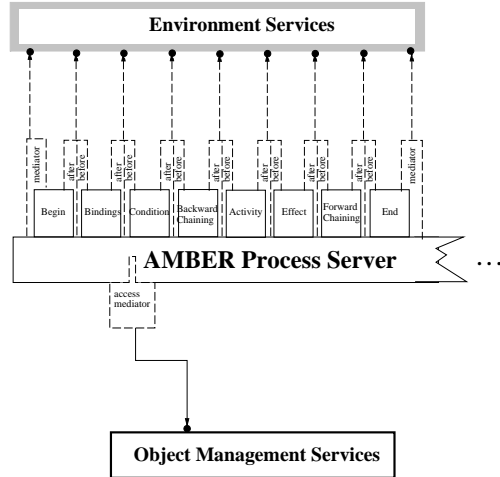 Environment Services
mediator
after
before
after
before
after
before
after
before
after
before
after
before
after
before
mediator
Begin
Bindings
Condition
Backward
Chaining
Activity
Effect
Forward
Chaining
End
AMBER Process Server
...
access
mediator
Object Management Services